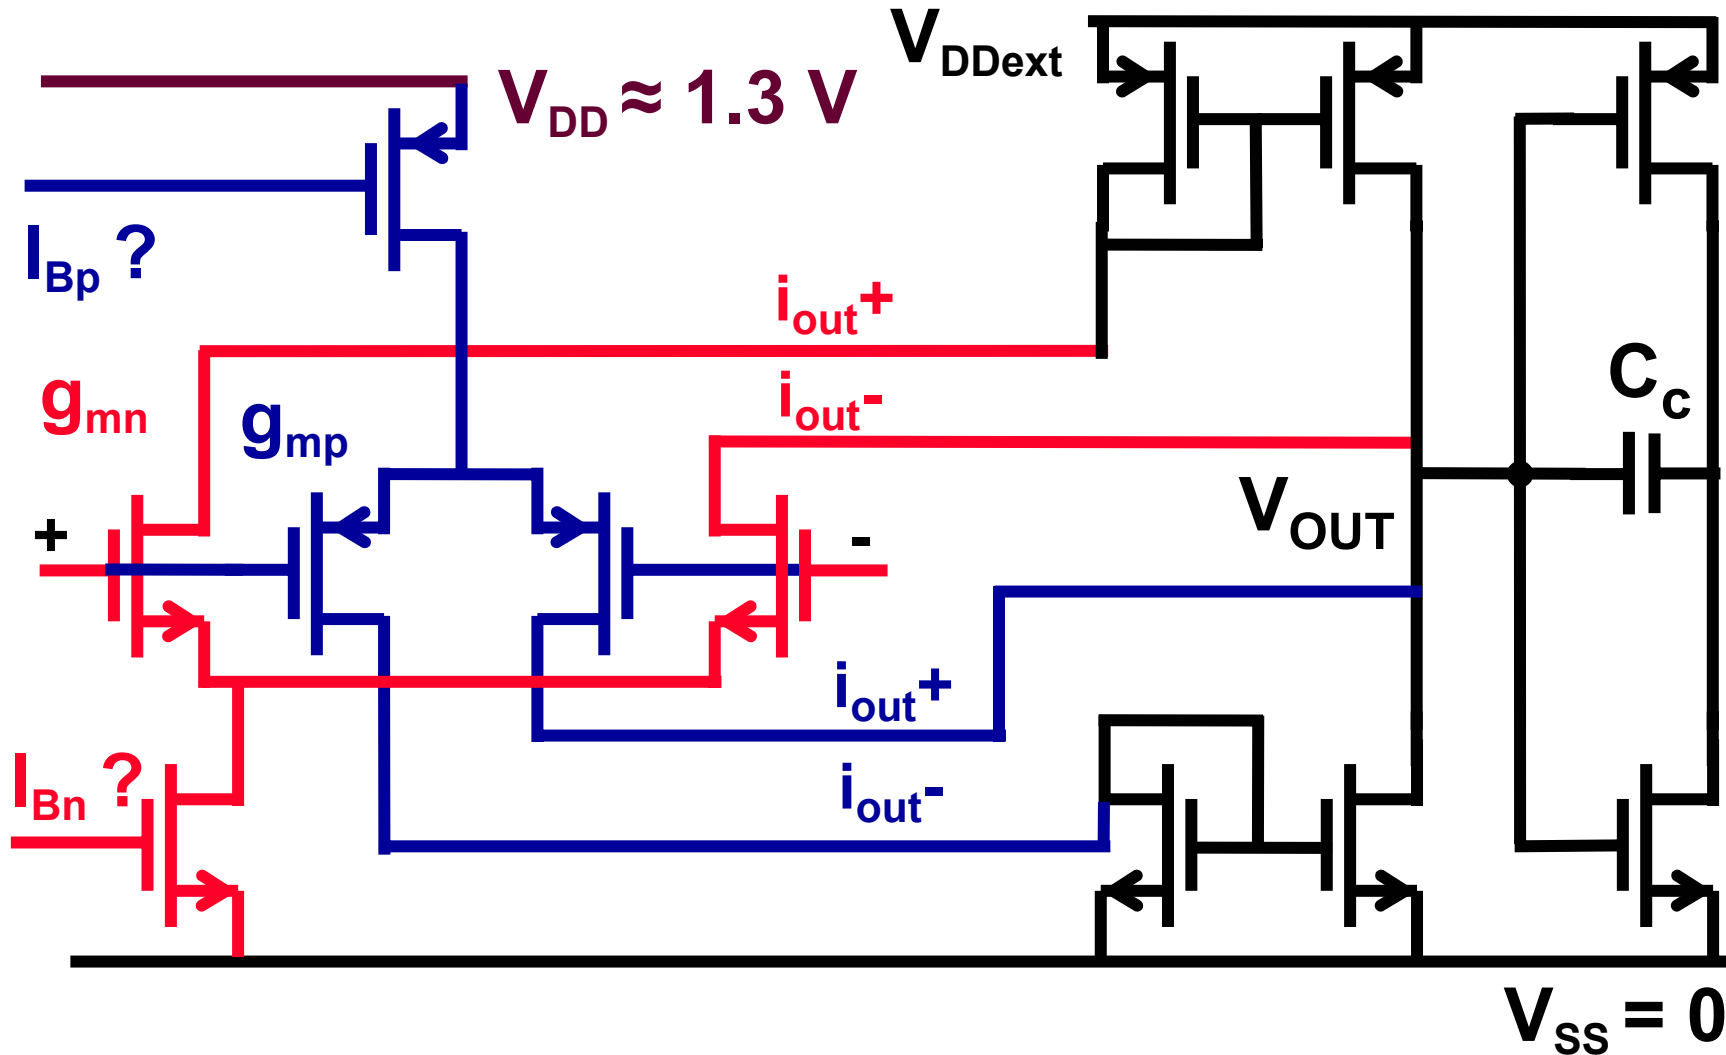 V_DDext
V_DD ≈ 1.3 V
I_Bp ?
i_out+
g_mn
i_out-
C_c
g_mp
+
-
V_OUT
i_out+
I_Bn ?
i_out-
V_SS = 0